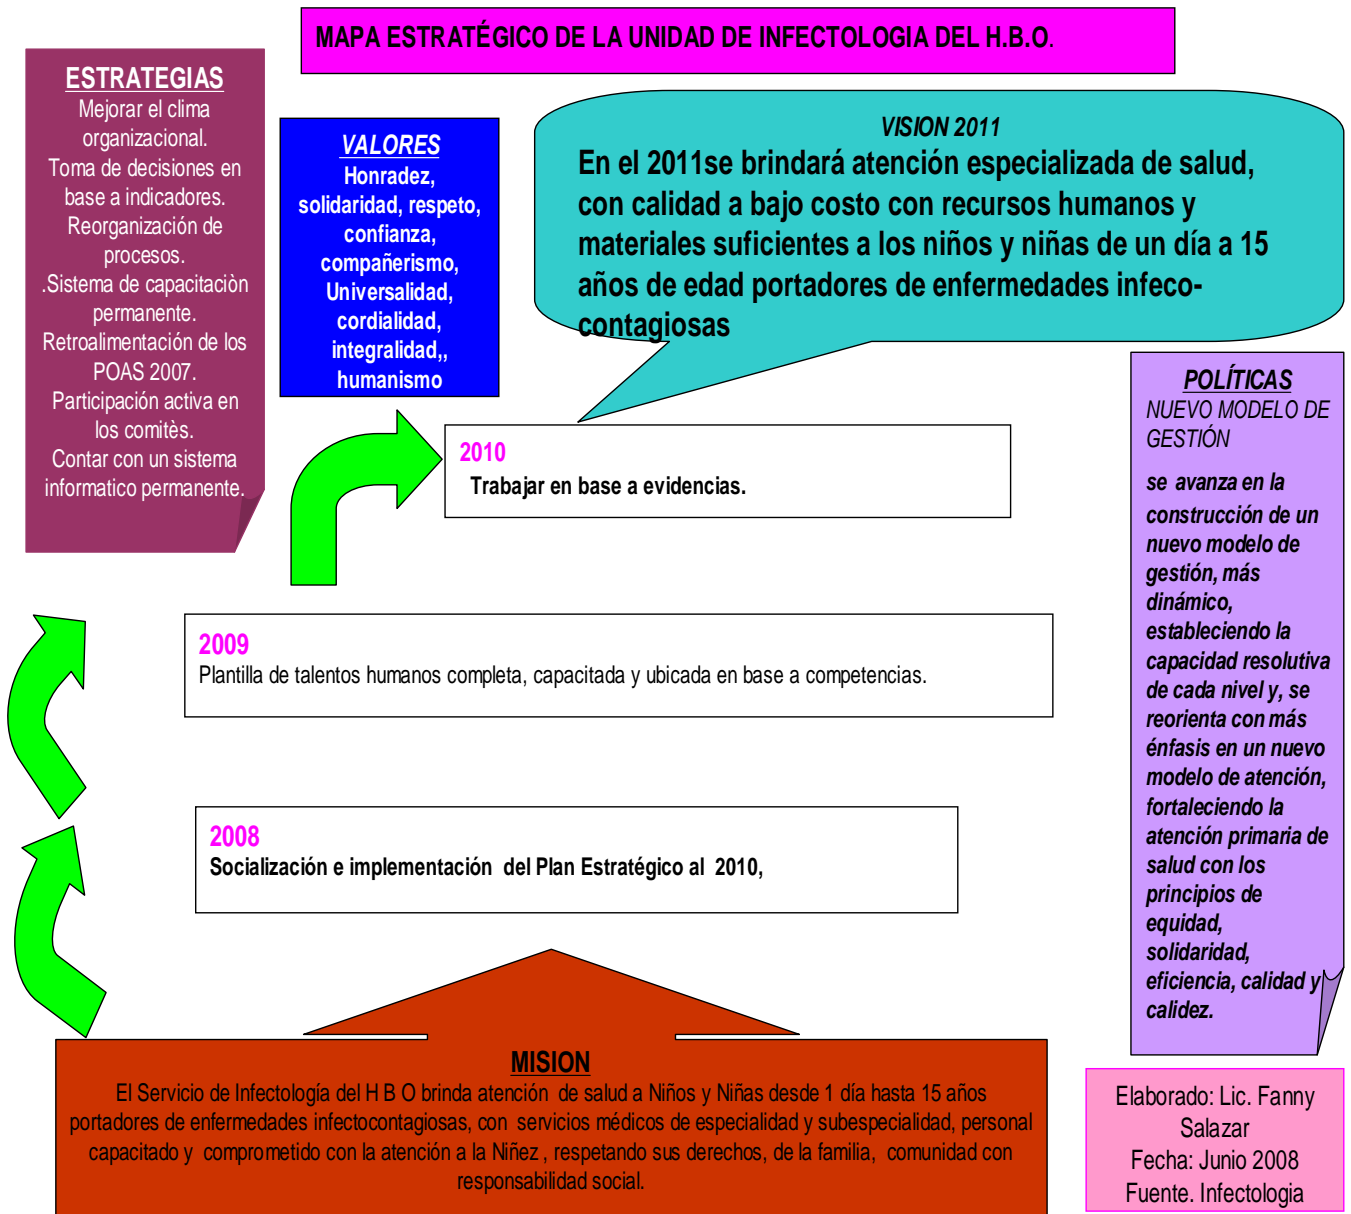 MAPA ESTRATÉGICO DE LA UNIDAD DE INFECTOLOGIA DEL H.B.O.
ESTRATEGIAS
Mejorar el clima
organizacional.
Toma de decisiones en
base a indicadores.
Reorganización de
procesos.
.Sistema de capacitaciòn
permanente.
Retroalimentación de los
POAS 2007.
Participación activa en
los comitès.
Contar con un sistema
informatico permanente.
VALORES
Honradez,
solidaridad, respeto,
confianza,
compañerismo,
Universalidad,
cordialidad,
integralidad,,
humanismo
VISION 2011
En el 2011se brindará atención especializada de salud,
con calidad a bajo costo con recursos humanos y
materiales suficientes a los niños y niñas de un día a 15
años de edad portadores de enfermedades infeco-
contagiosas
POLÍTICAS
NUEVO MODELO DE
GESTIÓN
se avanza en la
construcción de un
nuevo modelo de
gestión, más
dinámico,
estableciendo la
capacidad resolutiva
de cada nivel y, se
reorienta con más
énfasis en un nuevo
modelo de atención,
fortaleciendo la
atención primaria de
salud con los
principios de
equidad,
solidaridad,
eficiencia, calidad y
calidez.
2010
Trabajar en base a evidencias.
2009
Plantilla de talentos humanos completa, capacitada y ubicada en base a competencias.
2008
Socialización e implementación del Plan Estratégico al 2010,
MISION
El Servicio de Infectología del H B O brinda atención de salud a Niños y Niñas desde 1 día hasta 15 años
portadores de enfermedades infectocontagiosas, con servicios médicos de especialidad y subespecialidad, personal
capacitado y comprometido con la atención a la Niñez , respetando sus derechos, de la familia, comunidad con
responsabilidad social.
Elaborado: Lic. Fanny
Salazar
Fecha: Junio 2008
Fuente. Infectologia